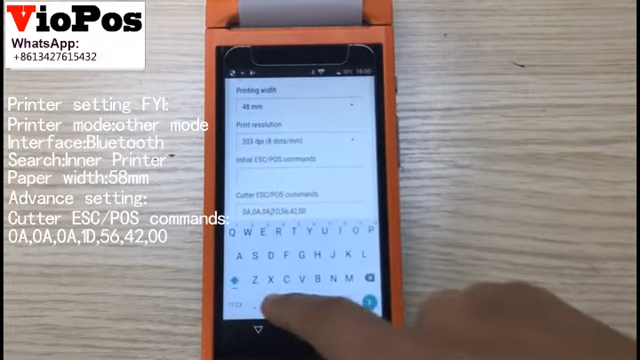 VioPos
WhatsApp:
+8613427615432
Printer setting FYI:
Printer mode:other mode
Interface:Bluetooth
Search:Inner Printer
Paper width:58mm
Advance setting:
Cutter ESC/POS commands:
0A,0A,0A,1D,56,42,00
Printing width
48 mm
Print resolution
203 dpi (8 dots/mm)
Initial ESC/POS commands
Cutter ESC/POS commands
0A,0A,0A,1D,56,42,00
Q W E R T Y U I O P
A S D F G H J K L
Z X C V B N M
?123